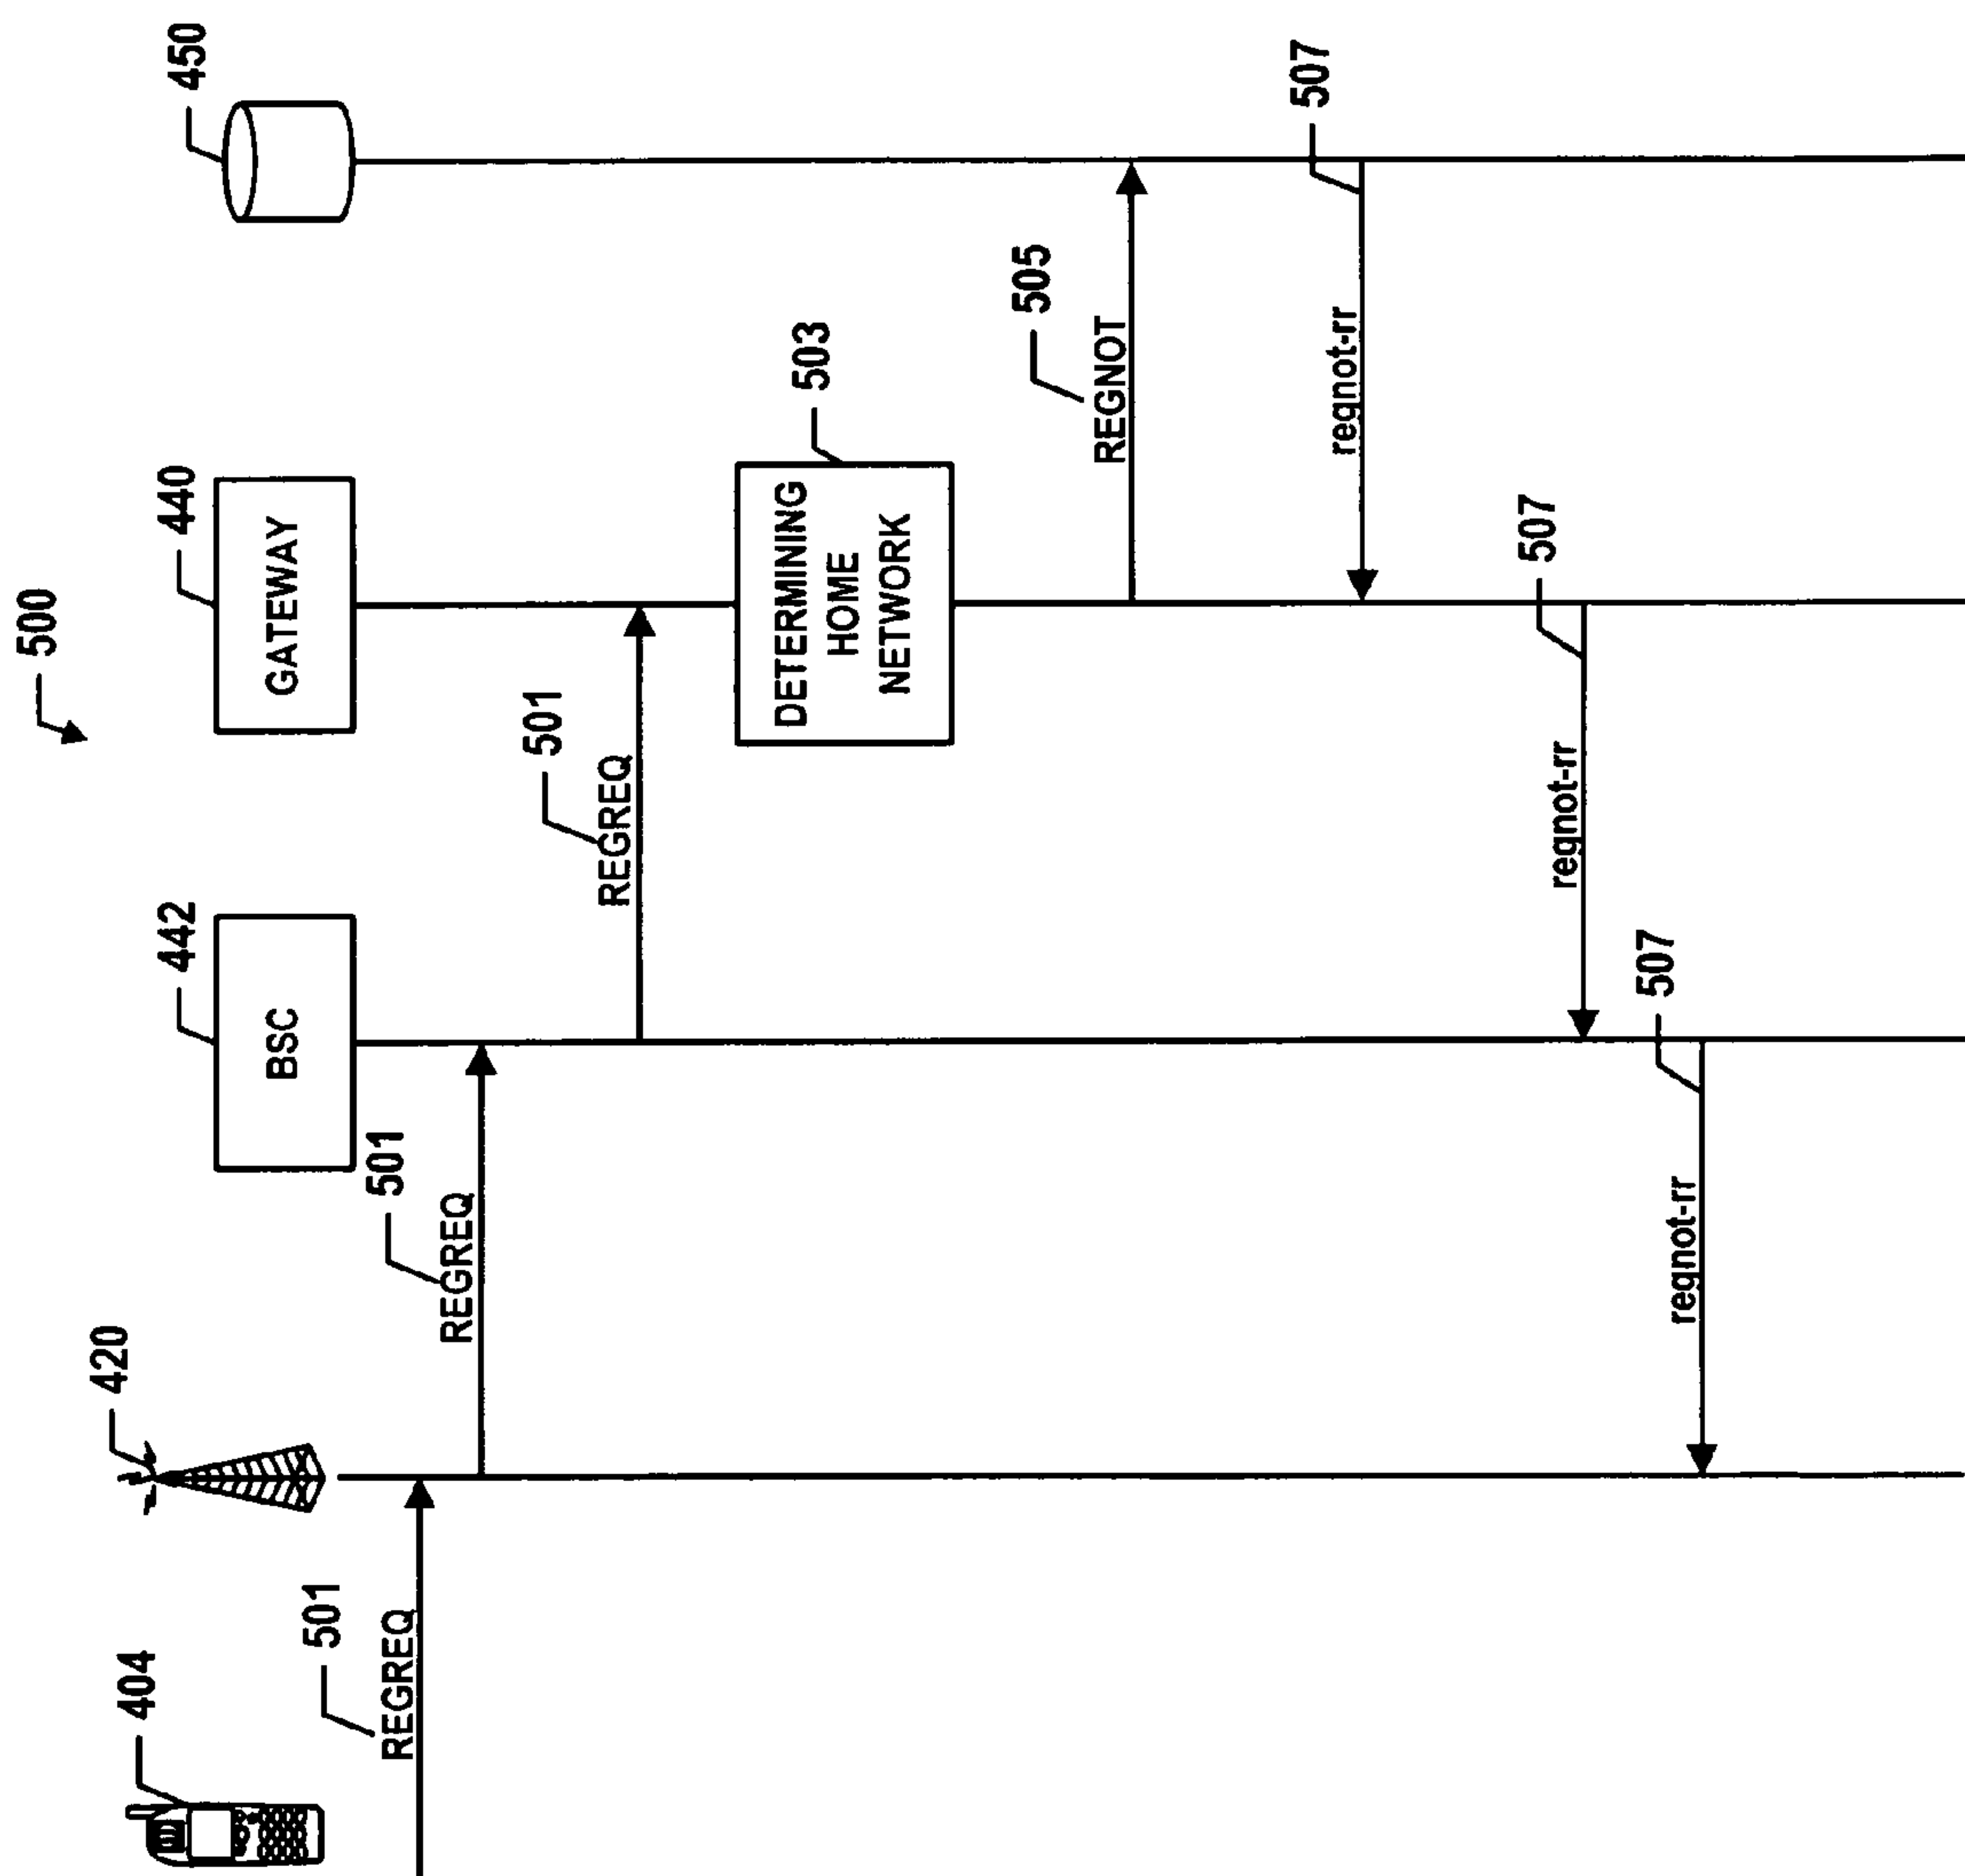 500
404
420
442
440
450
BSC
GATEWAY
501
REGREQ
501
REGREQ
501
REGREQ
503
DETERMINING
HOME
NETWORK
505
REGNOT
507
regnot-rr
507
regnot-rr
507
regnot-rr